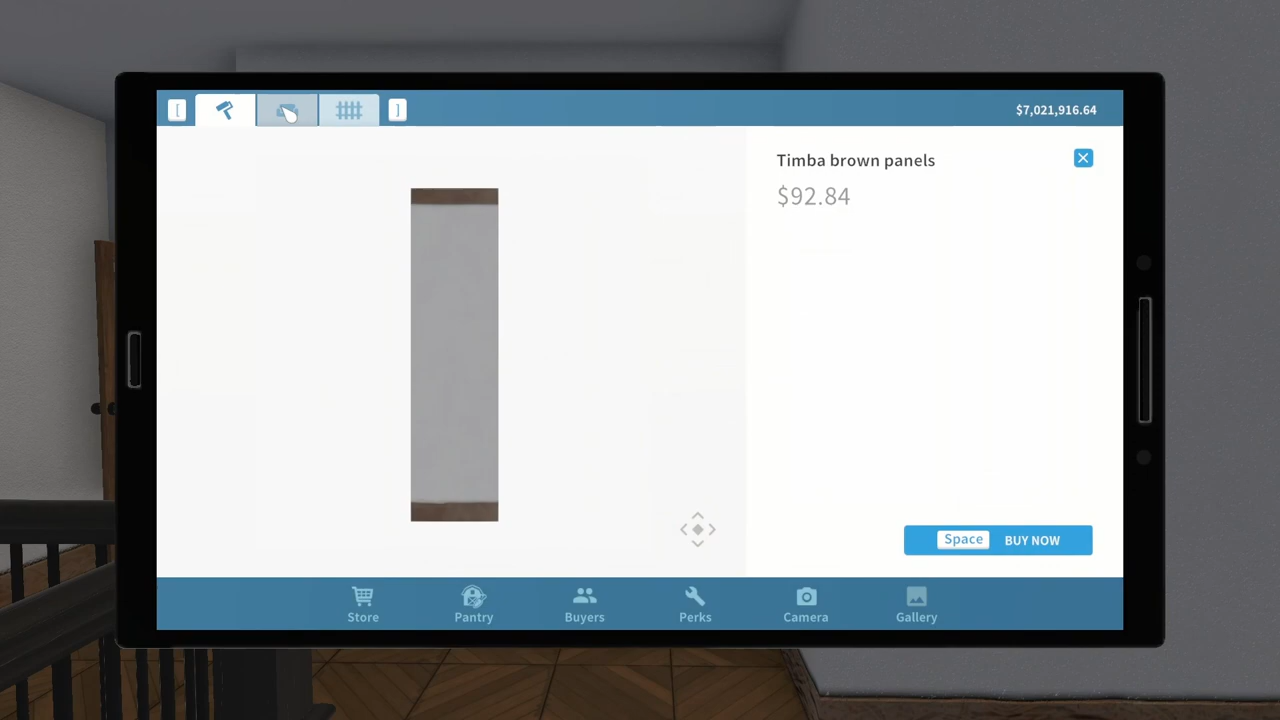 [
]
$7,021,916.64
Timba brown panels
$92.84
Space BUY NOW
Store
Pantry
Buyers
Perks
Camera
Gallery